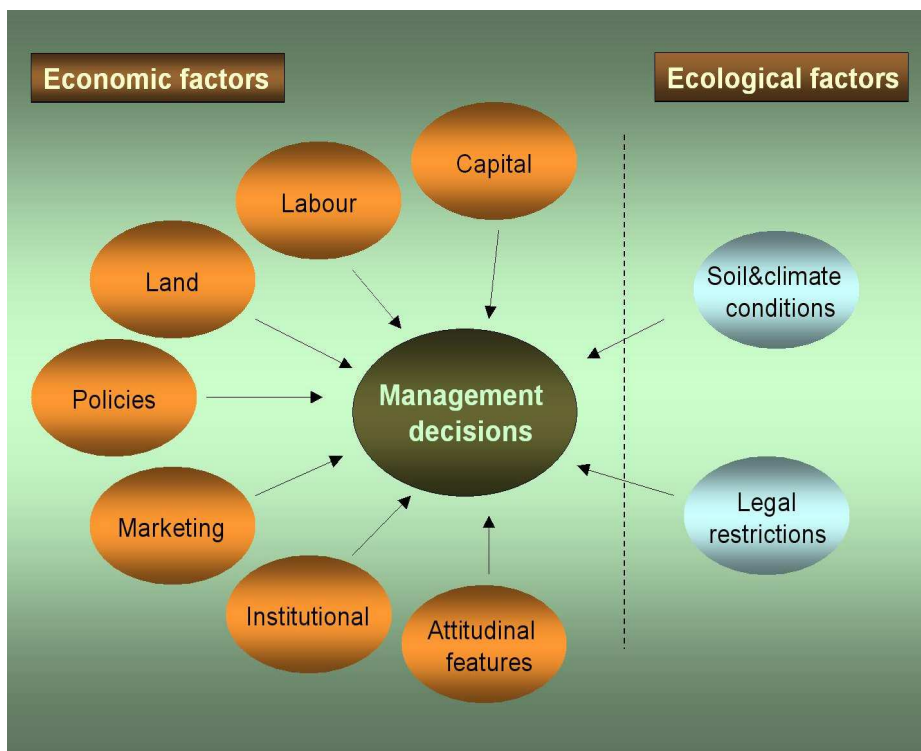 Economic factors
Ecological factors
Capital
Labour
Land
Policies
Marketing
Institutional
Attitudinal
features
Management
decisions
Soil&climate
conditions
Legal
restrictions